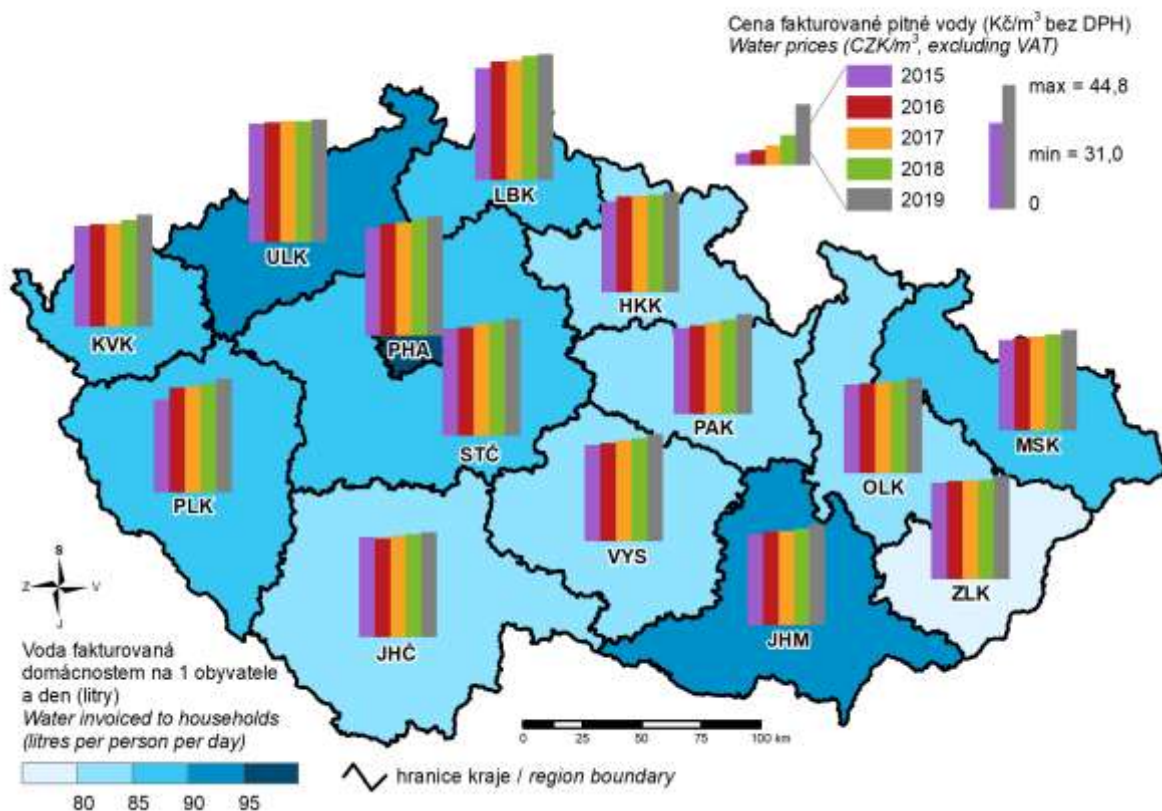 Cena fakturované pitné vody (Kč/m³ bez DPH)
Water prices (CZK/m³, excluding VAT)
2015
2016
2017
2018
2019
max = 44,8
min = 31,0
0
LBK
ULK
HKK
KVK
PHA
PAK
MSK
STČ
OLK
PLK
VYS
ZLK
JHČ
JHM
S
Z
V
J
Voda fakturovaná
domácnostem na 1 obyvatele
a den (litry)
Water invoiced to households
(litres per person per day)
80 85 90 95
hranice kraje / region boundary
0 25 50 75 100 km